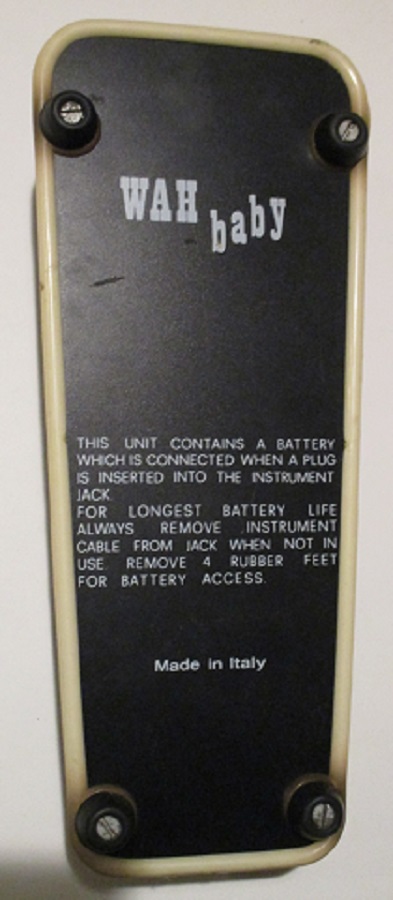 WAH baby
THIS UNIT CONTAINS A BATTERY
WHICH IS CONNECTED WHEN A PLUG
IS INSERTED INTO THE INSTRUMENT
JACK.
FOR LONGEST BATTERY LIFE
ALWAYS REMOVE INSTRUMENT
CABLE FROM JACK WHEN NOT IN
USE. REMOVE 4 RUBBER FEET
FOR BATTERY ACCESS.
Made in Italy